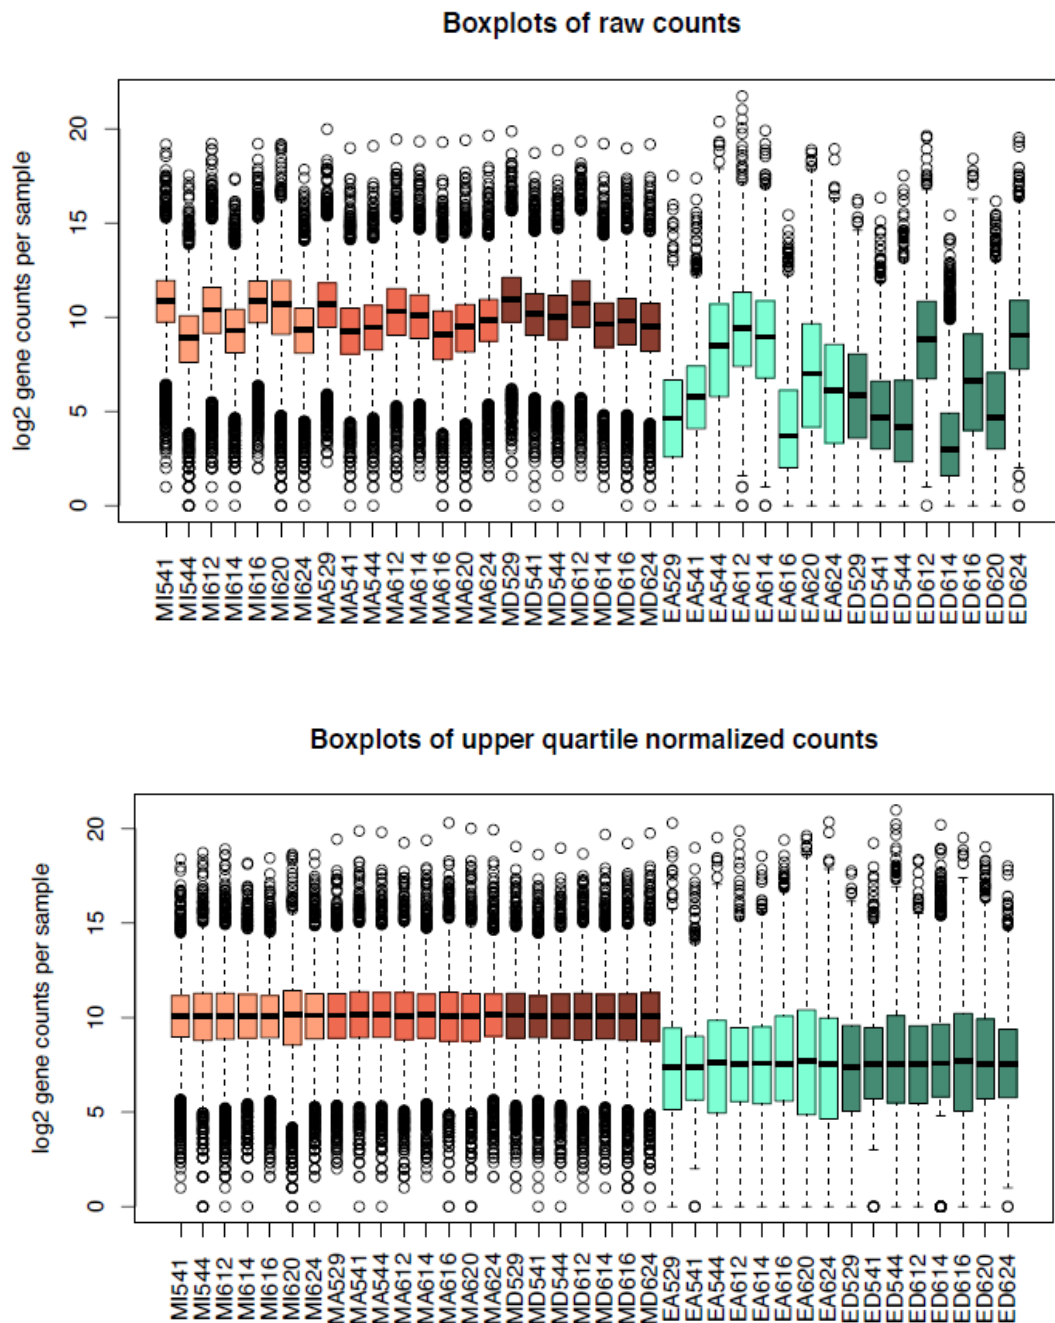 Boxplots of raw counts
log2 gene counts per sample
20
15
10
5
0
MI541
MI544
MI612
MI614
MI616
MI620
MI624
MA529
MA541
MA544
MA612
MA614
MA616
MA620
MA624
MD529
MD541
MD544
MD612
MD614
MD616
MD624
EA529
EA541
EA544
EA612
EA614
EA616
EA620
EA624
ED529
ED541
ED544
ED612
ED614
ED616
ED620
ED624
Boxplots of upper quartile normalized counts
log2 gene counts per sample
20
15
10
5
0
MI541
MI544
MI612
MI614
MI616
MI620
MI624
MA529
MA541
MA544
MA612
MA614
MA616
MA620
MA624
MD529
MD541
MD544
MD612
MD614
MD616
MD624
EA529
EA541
EA544
EA612
EA614
EA616
EA620
EA624
ED529
ED541
ED544
ED612
ED614
ED616
ED620
ED624